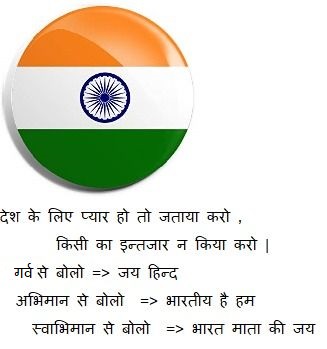 देश के लिए प्यार हो तो जताया करो ,
किसी का इन्तजार न किया करो |
गर्व से बोलो => जय हिन्द
अभिमान से बोलो => भारतीय है हम
स्वाभिमान से बोलो => भारत माता की जय